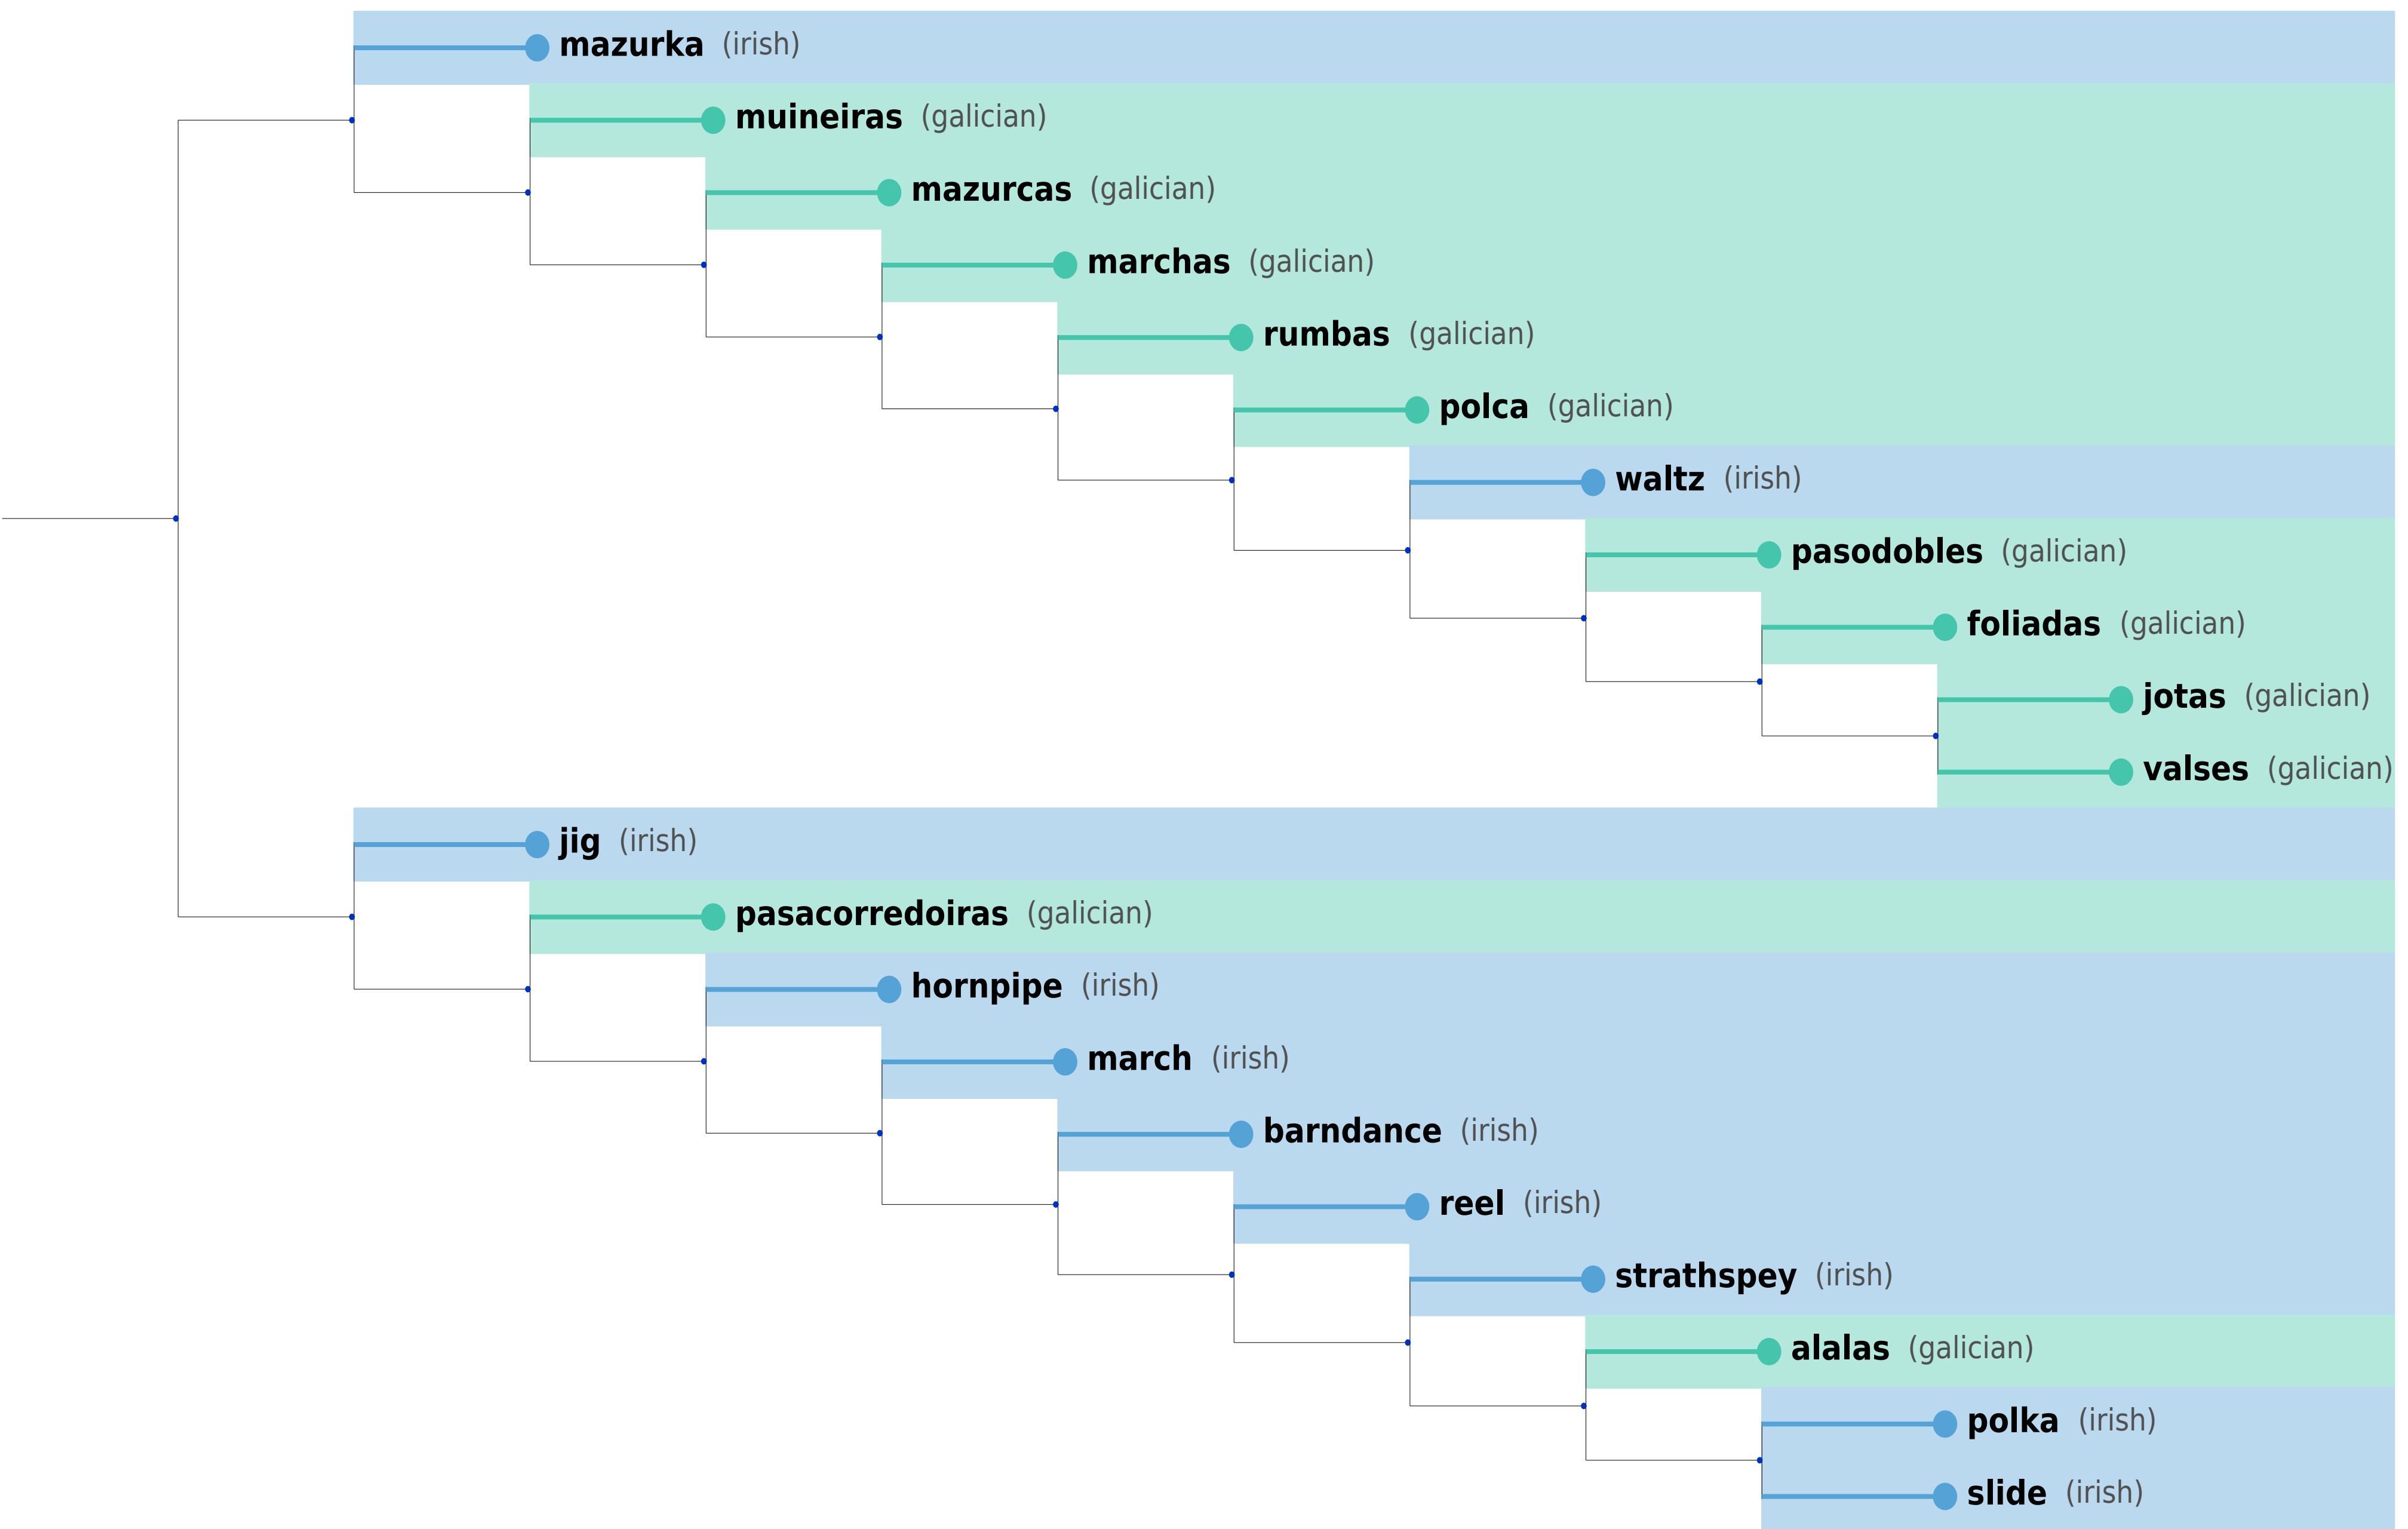 mazurka (irish)
muineiras (galician)
mazurcas (galician)
marchas (galician)
rumbas (galician)
polca (galician)
waltz (irish)
pasodobles (galician)
foliadas (galician)
jotas (galician)
valses (galician)
jig (irish)
pasacorredoiras (galician)
hornpipe (irish)
march (irish)
barndance (irish)
reel (irish)
strathspey (irish)
alalas (galician)
polka (irish)
slide (irish)